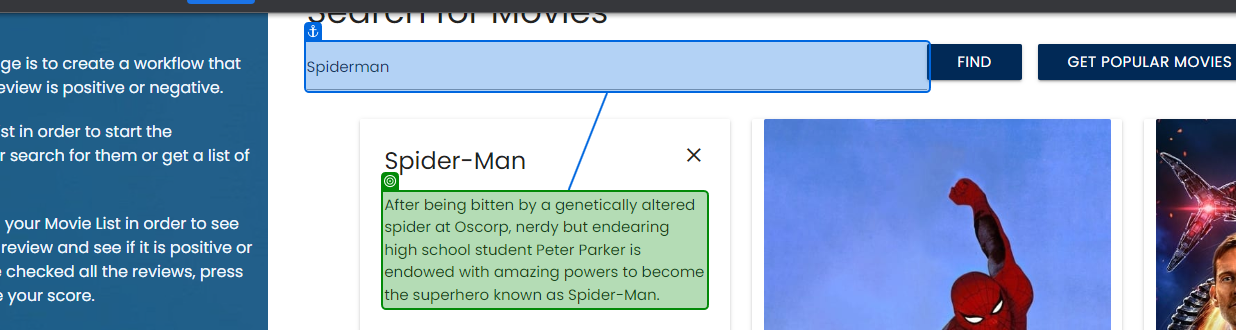 Search for Movies
ge is to create a workflow that
eview is positive or negative.
st in order to start the
r search for them or get a list of
your Movie List in order to see
review and see if it is positive or
e checked all the reviews, press
e your score.
Spiderman
FIND
GET POPULAR MOVIES
Spider-Man
After being bitten by a genetically altered
spider at Oscorp, nerdy but endearing
high school student Peter Parker is
endowed with amazing powers to become
the superhero known as Spider-Man.